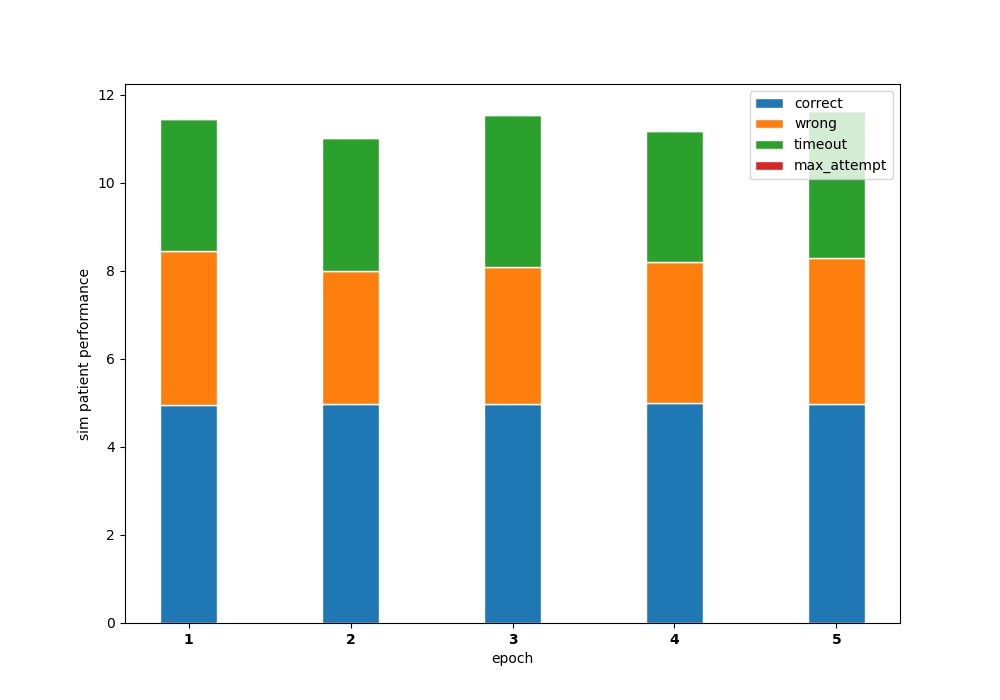 correct
wrong
timeout
max_attempt
12
10
8
6
4
2
0
sim patient performance
1 2 3 4 5
epoch